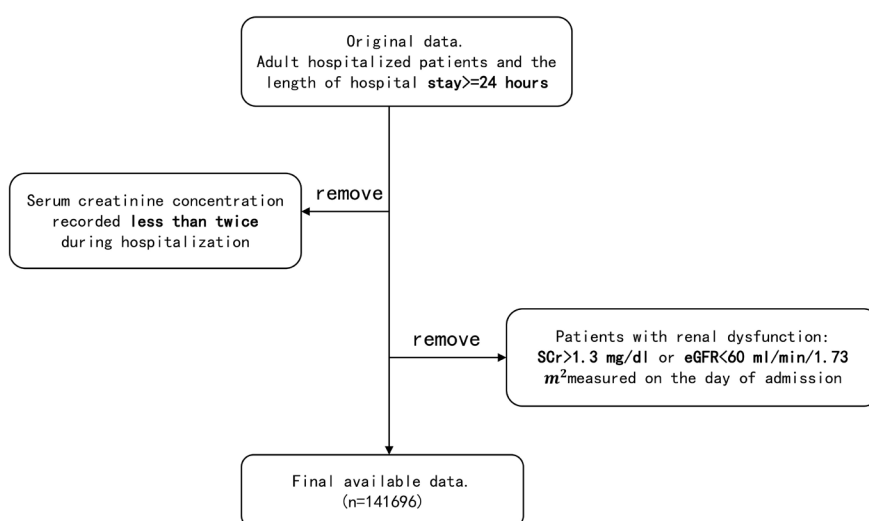 Original data.
Adult hospitalized patients and the
length of hospital stay>=24 hours
remove
Serum creatinine concentration
recorded less than twice
during hospitalization
remove
Patients with renal dysfunction:
SCr>1.3 mg/dl or eGFR<60 ml/min/1.73
m²measured on the day of admission
Final available data.
(n=141696)